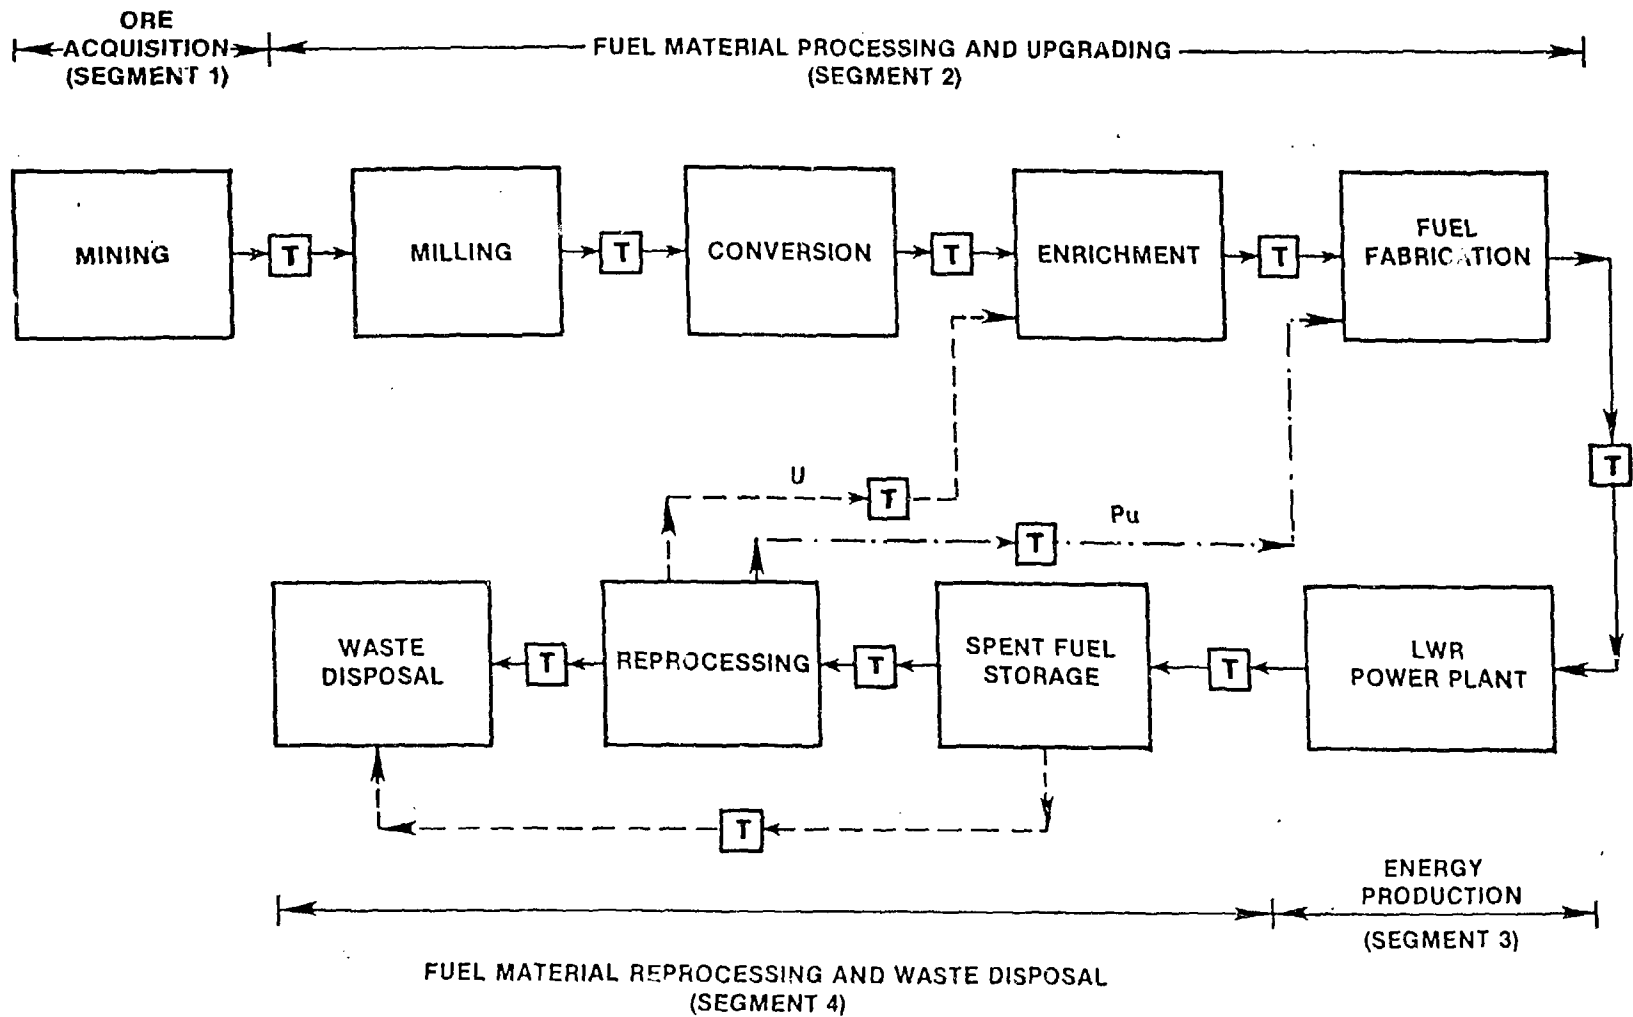 ORE
ACQUISITION
(SEGMENT 1)
FUEL MATERIAL PROCESSING AND UPGRADING
(SEGMENT 2)
MINING
T
MILLING
T
CONVERSION
T
ENRICHMENT
T
FUEL
FABRICATION
T
U
T
Pu
T
WASTE
DISPOSAL
T
REPROCESSING
T
SPENT FUEL
STORAGE
T
LWR
POWER PLANT
T
ENERGY
PRODUCTION
(SEGMENT 3)
FUEL MATERIAL REPROCESSING AND WASTE DISPOSAL
(SEGMENT 4)